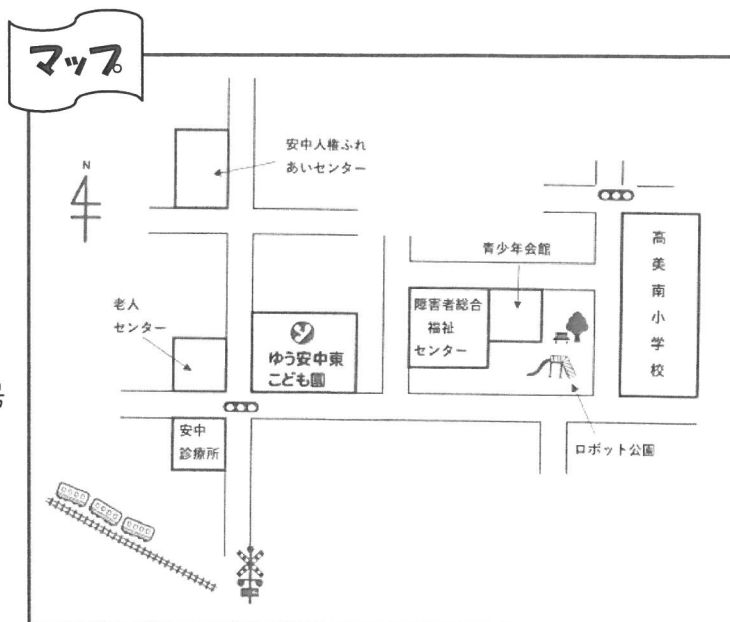 マップ
N
安中人権ふれ
あいセンター
青少年会館
高美南小学校
老人
センター
障害者総合
福祉
センター
ゆう安中東
こども園
安中
診療所
ロボット公園